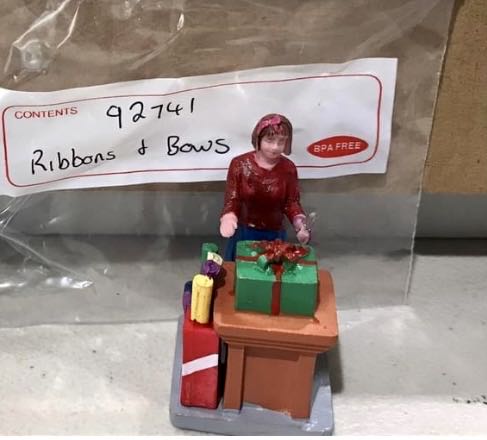 CONTENTS 92741
Ribbons & Bows
BPA FREE